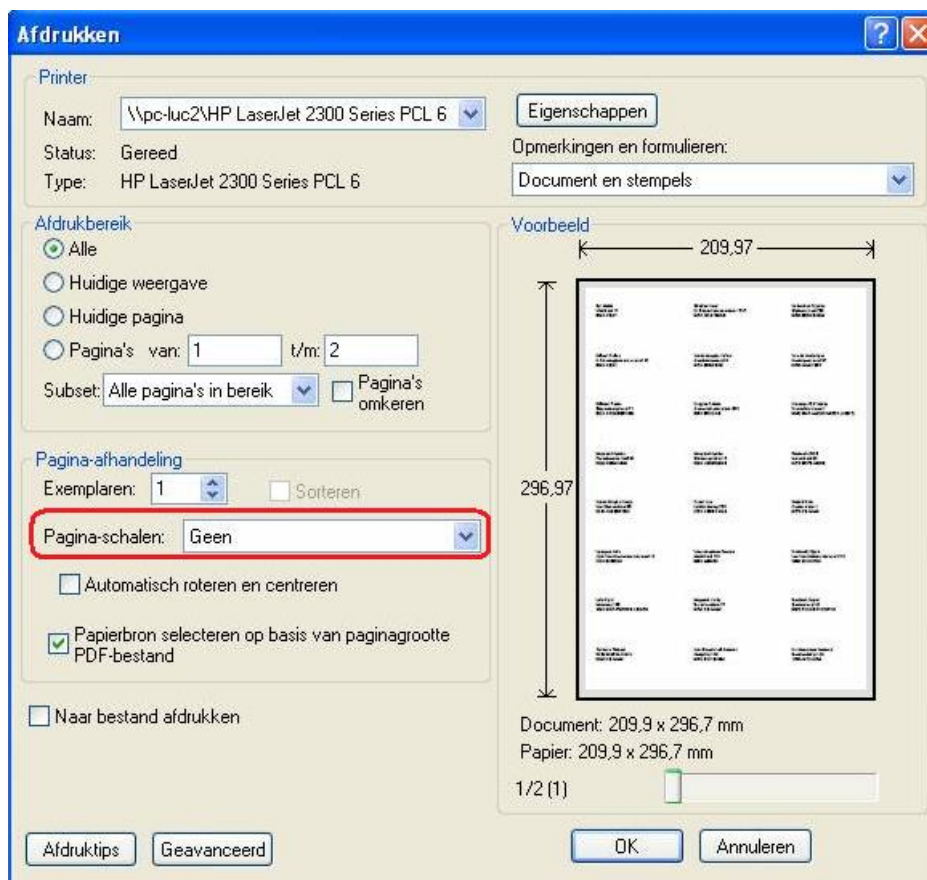 Afdrukken
Printer
Naam: \\pc-luc2\HP LaserJet 2300 Series PCL 6
Eigenschappen
Status: Gereed
Opmerkingen en formulieren:
Type: HP LaserJet 2300 Series PCL 6
Document en stempels
Afdrukbereik
Alle
Huidige weergave
Huidige pagina
Pagina's van: 1 t/m: 2
Subset: Alle pagina's in bereik
Pagina's
omkeren
Pagina-afhandeling
Exemplaren: 1
Sorteren
Pagina-schalen: Geen
Automatisch roteren en centreren
Papierbron selecteren op basis van paginagrootte
PDF-bestand
Naar bestand afdrukken
Afdruktips
Geavanceerd
Voorbeeld
209,97
296,97
Document: 209,9 x 296,7 mm
Papier: 209,9 x 296,7 mm
1/2 (1)
OK
Annuleren